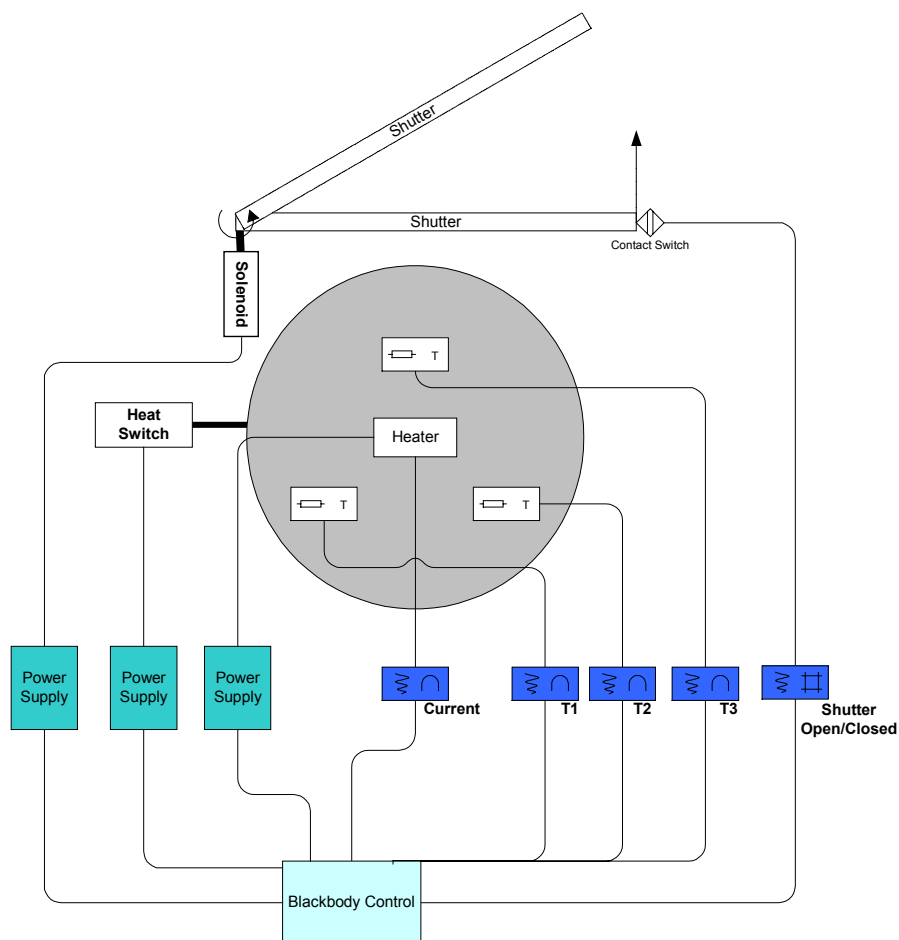 Shutter
Shutter
Contact Switch
Solenoid
T
Heat
Switch
Heater
T
T
Power
Supply
Power
Supply
Power
Supply
Current
T1
T2
T3
Shutter
Open/Closed
Blackbody Control